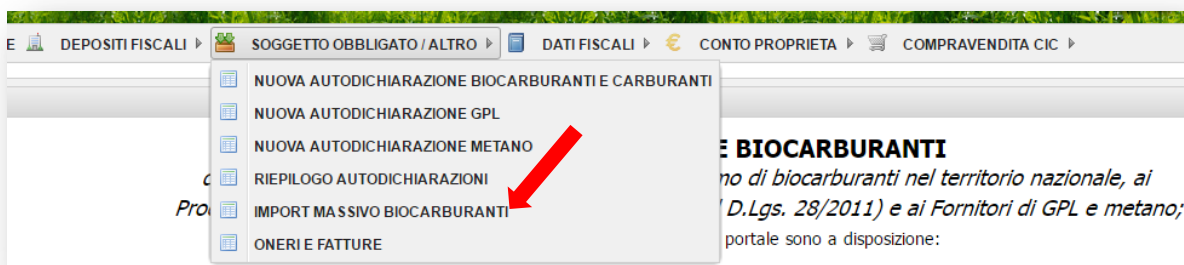 E DEPOSITI FISCALI SOGGETTO OBBLIGATO / ALTRO DATI FISCALI € CONTO PROPRIETA COMPRAVENDITA CIC
NUOVA AUTODICHIARAZIONE BIOCARBURANTI E CARBURANTI
NUOVA AUTODICHIARAZIONE GPL
NUOVA AUTODICHIARAZIONE METANO
E BIOCARBURANTI
RIEPILOGO AUTODICHIARAZIONI
no di biocarburanti nel territorio nazionale, ai
Pro
IMPORT MASSIVO BIOCARBURANTI
D.Lgs. 28/2011) e ai Fornitori di GPL e metano;
ONERI E FATTURE
portale sono a disposizione: